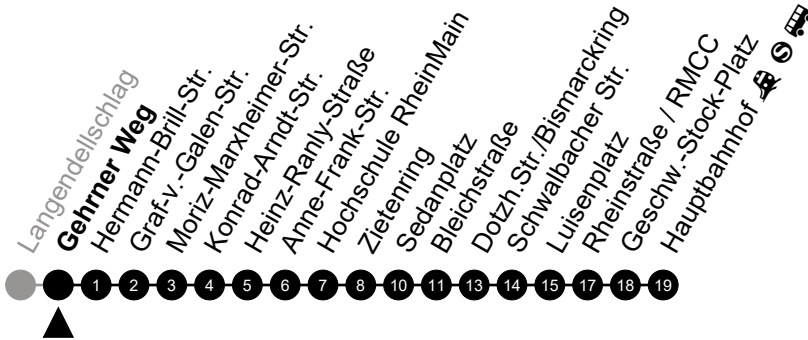 Langendellschlag
Gehrner Weg
Hermann-Brill-Str.
Graf-v.-Galen-Str.
Moriz-Marxheimer-Str.
Konrad-Arndt-Str.
Heinz-Ranly-Straße
Anne-Frank-Str.
Hochschule RheinMain
Zietenring
Sedanplatz
Bleichstraße
Dotzh.Str./Bismarckring
Schwalbacher Str.
Luisenplatz
Rheinstraße / RMCC
Geschw.-Stock-Platz
Hauptbahnhof S
1 2 3 4 5 6 7 8 10 11 13 14 15 17 18 19